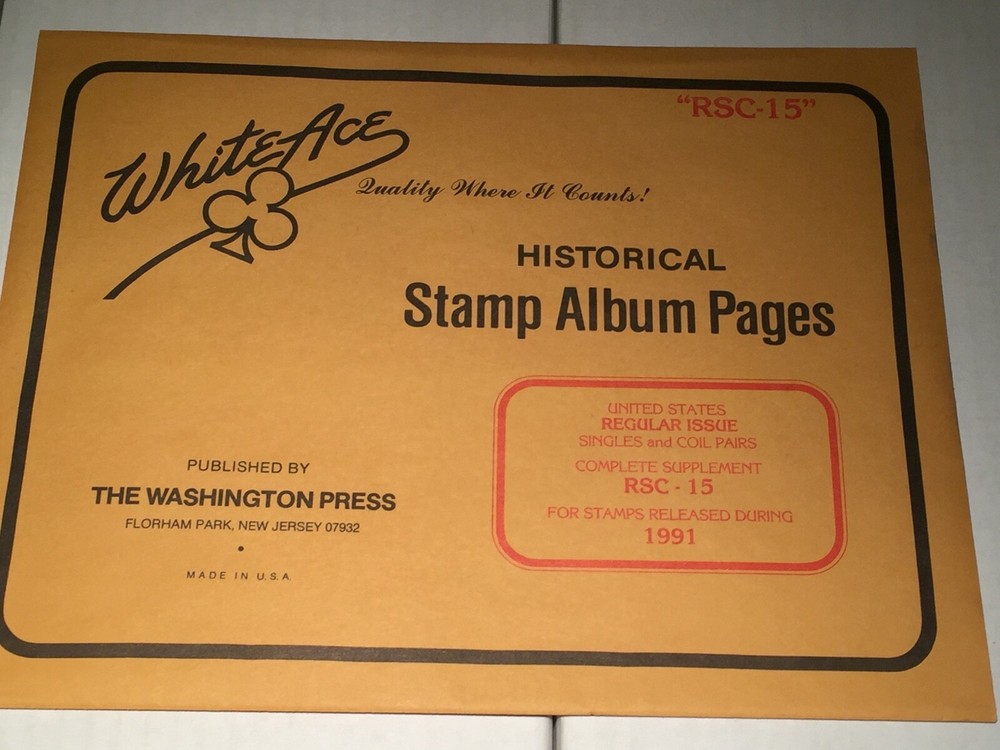 "RSC-15"
WhiteAce
Quality Where It Counts!
HISTORICAL
Stamp Album Pages
UNITED STATES
REGULAR ISSUE
SINGLES and COIL PAIRS
COMPLETE SUPPLEMENT
RSC - 15
FOR STAMPS RELEASED DURING
1991
PUBLISHED BY
THE WASHINGTON PRESS
FLORHAM PARK, NEW JERSEY 07932
•
MADE IN U.S.A.